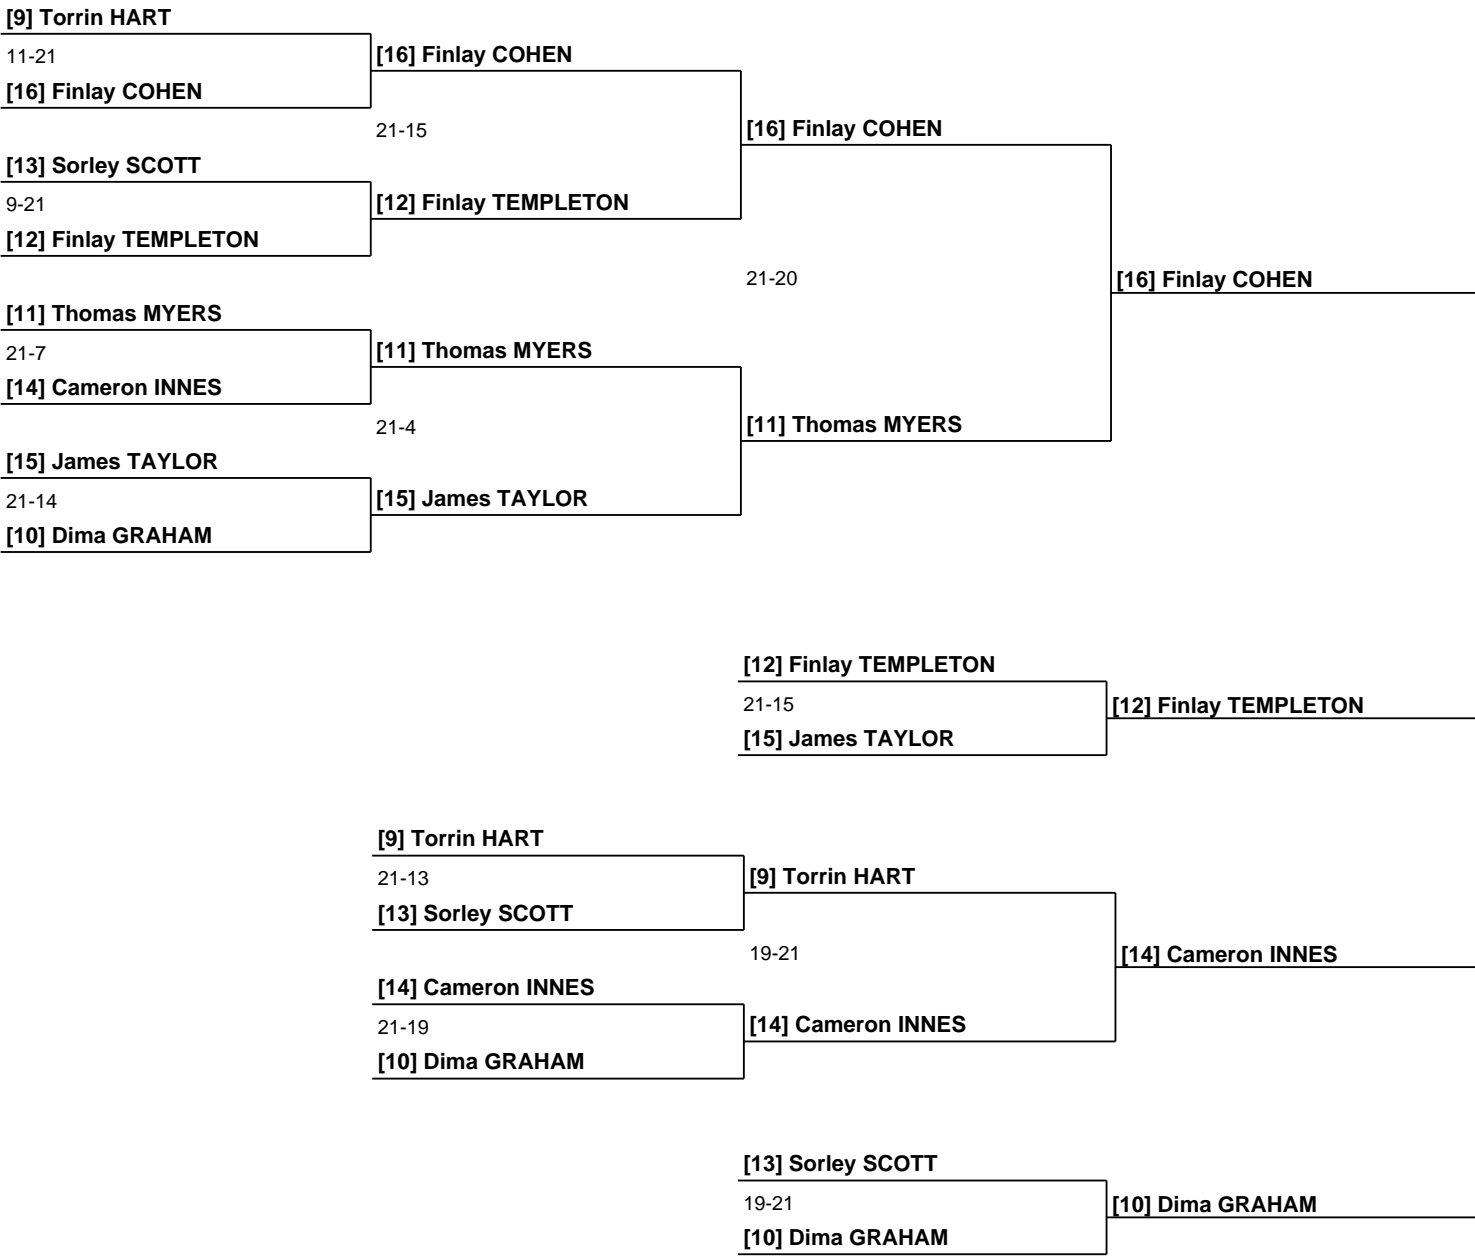 [9] Torrin HART
11-21
[16] Finlay COHEN
[16] Finlay COHEN
21-15
[16] Finlay COHEN
[13] Sorley SCOTT
9-21
[12] Finlay TEMPLETON
[12] Finlay TEMPLETON
21-20
[16] Finlay COHEN
[11] Thomas MYERS
21-7
[11] Thomas MYERS
[14] Cameron INNES
21-4
[11] Thomas MYERS
[15] James TAYLOR
21-14
[15] James TAYLOR
[10] Dima GRAHAM
[12] Finlay TEMPLETON
21-15
[12] Finlay TEMPLETON
[15] James TAYLOR
[9] Torrin HART
21-13
[9] Torrin HART
[13] Sorley SCOTT
19-21
[14] Cameron INNES
[14] Cameron INNES
21-19
[14] Cameron INNES
[10] Dima GRAHAM
[13] Sorley SCOTT
19-21
[10] Dima GRAHAM
[10] Dima GRAHAM